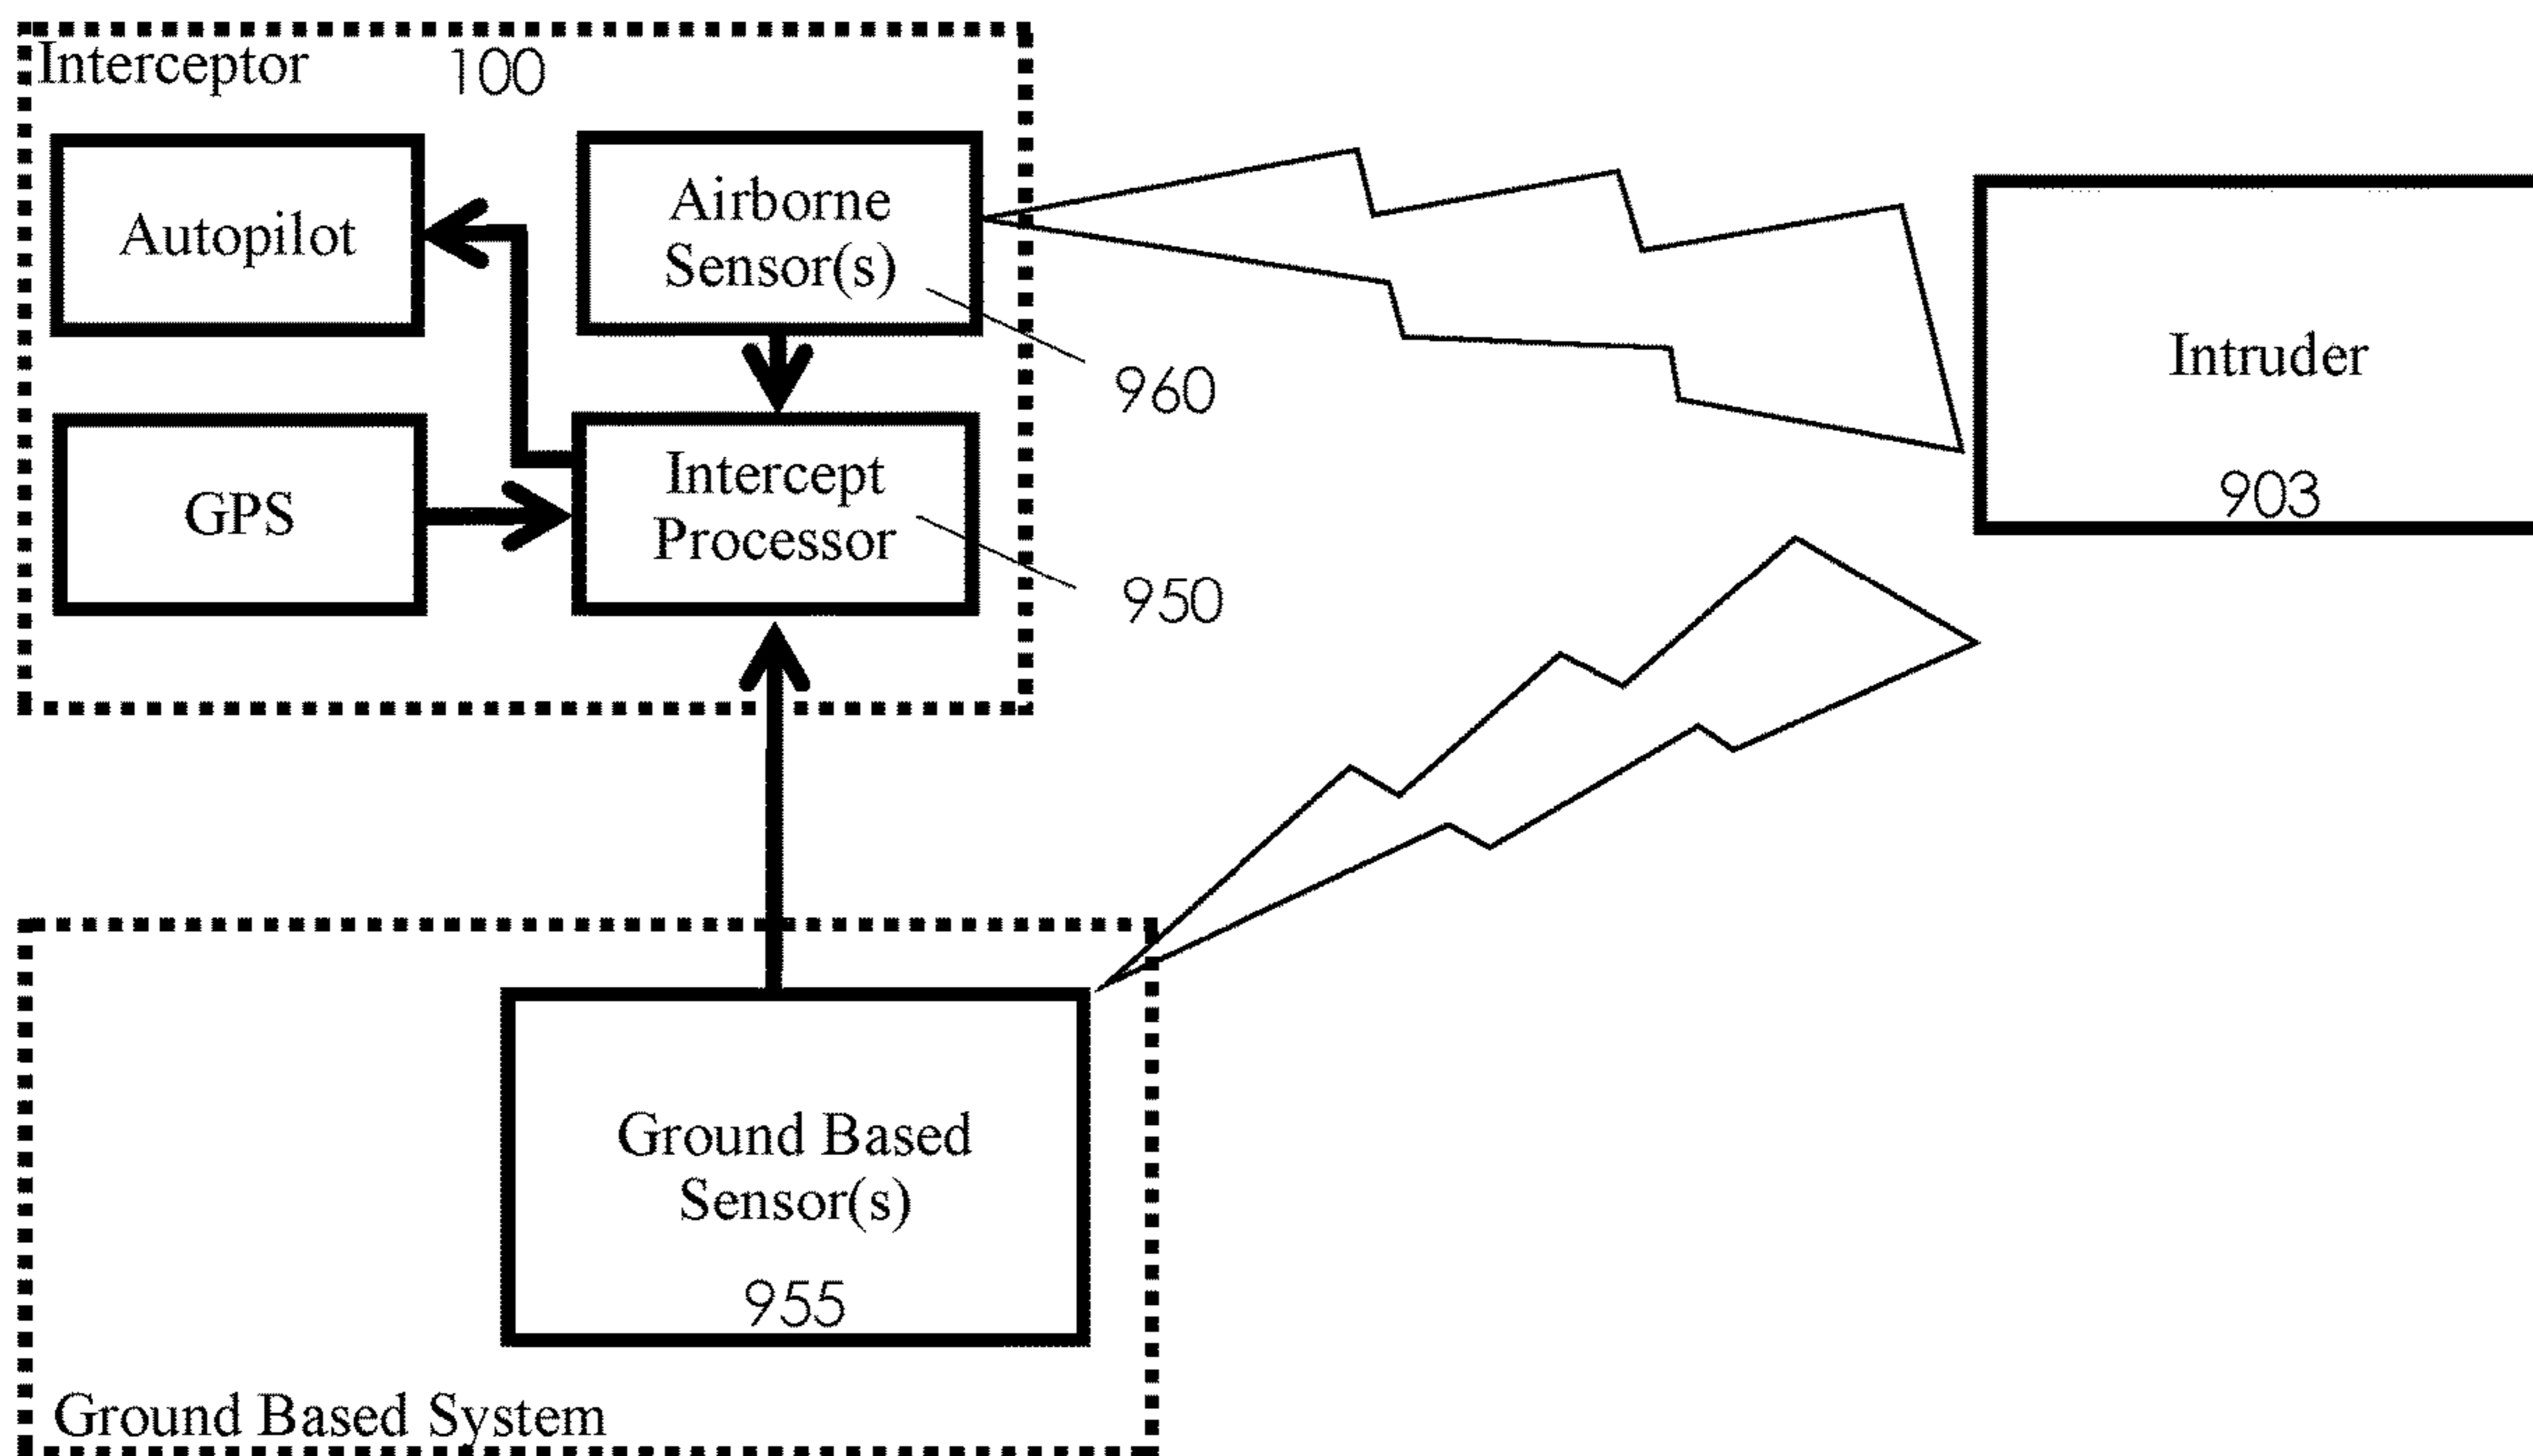 Interceptor 100
Autopilot
Airborne
Sensor(s)
960
GPS
Intercept
Processor
950
Intruder
903
Ground Based
Sensor(s)
955
Ground Based System